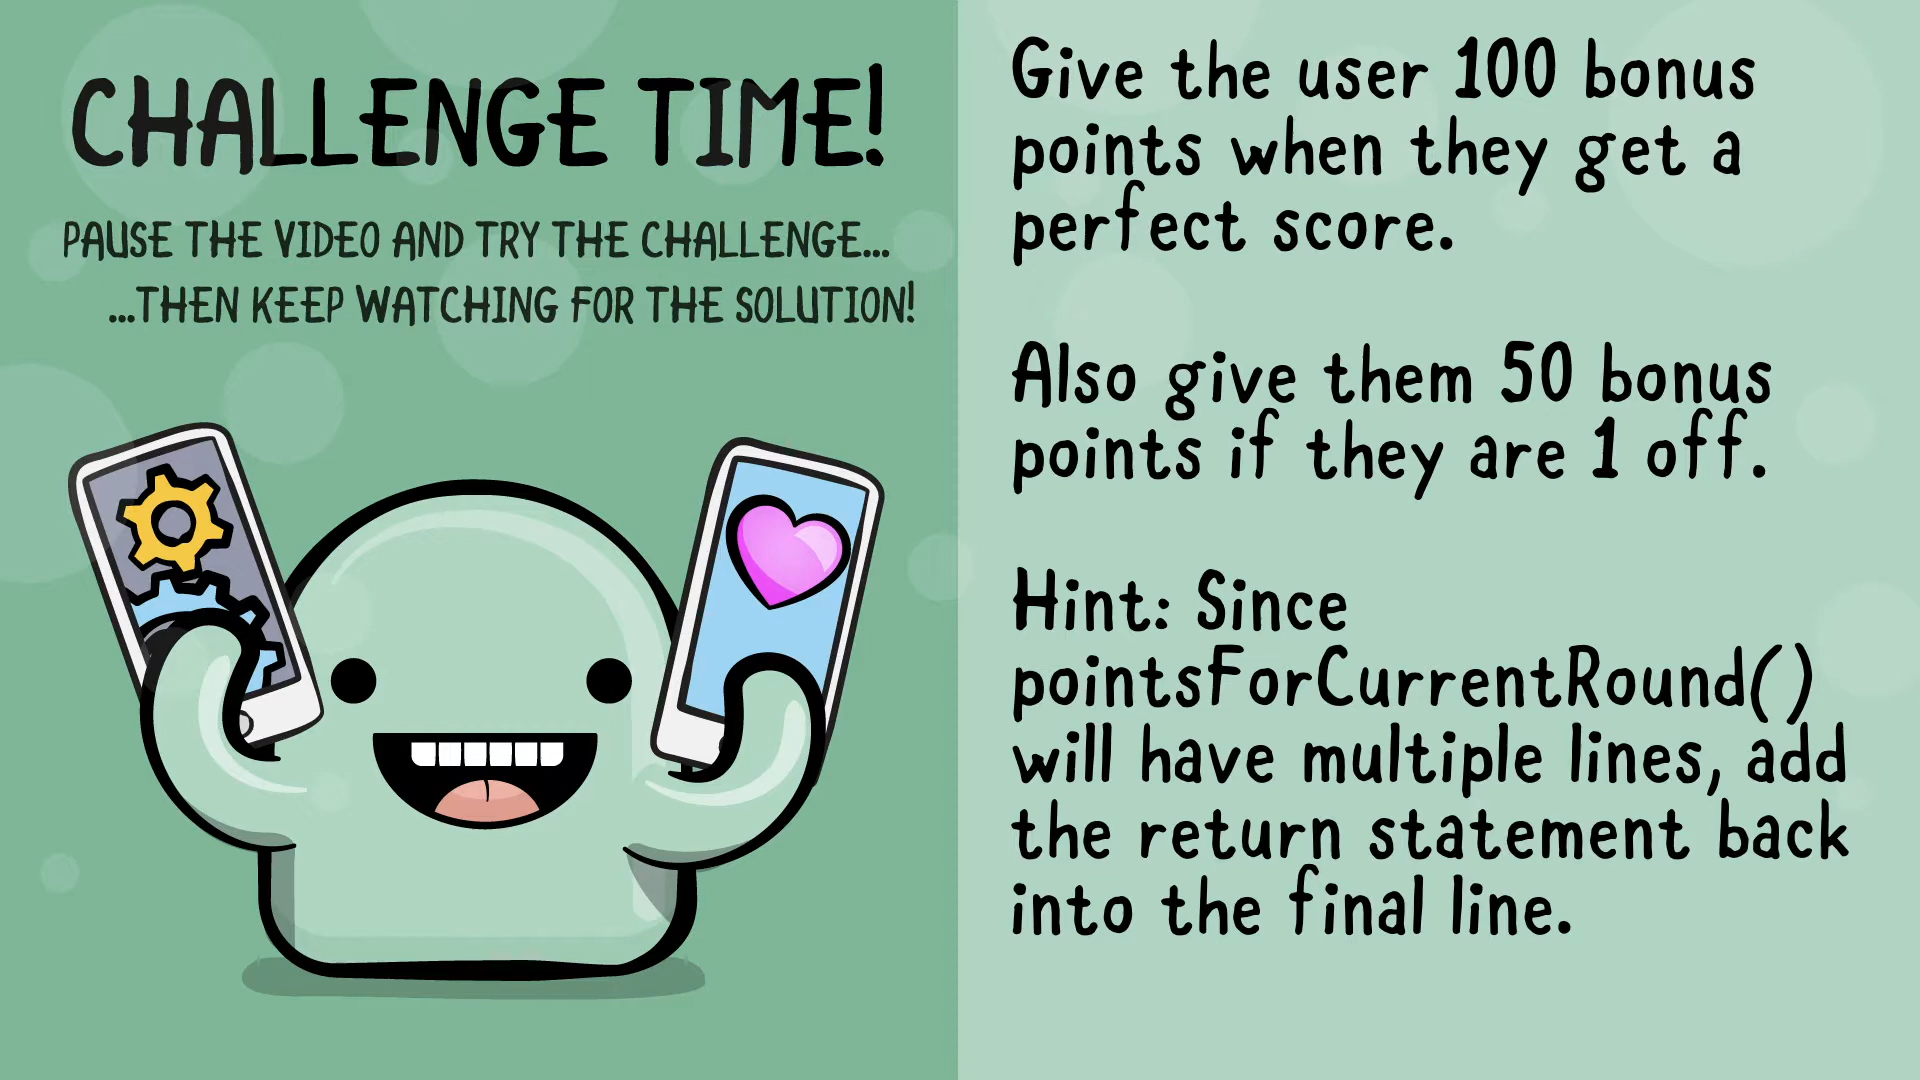 CHALLENGE TIME!
PAUSE THE VIDEO AND TRY THE CHALLENGE...
...THEN KEEP WATCHING FOR THE SOLUTION!
Give the user 100 bonus
points when they get a
perfect score.
Also give them 50 bonus
points if they are 1 off.
Hint: Since
pointsForCurrentRound()
will have multiple lines, add
the return statement back
into the final line.